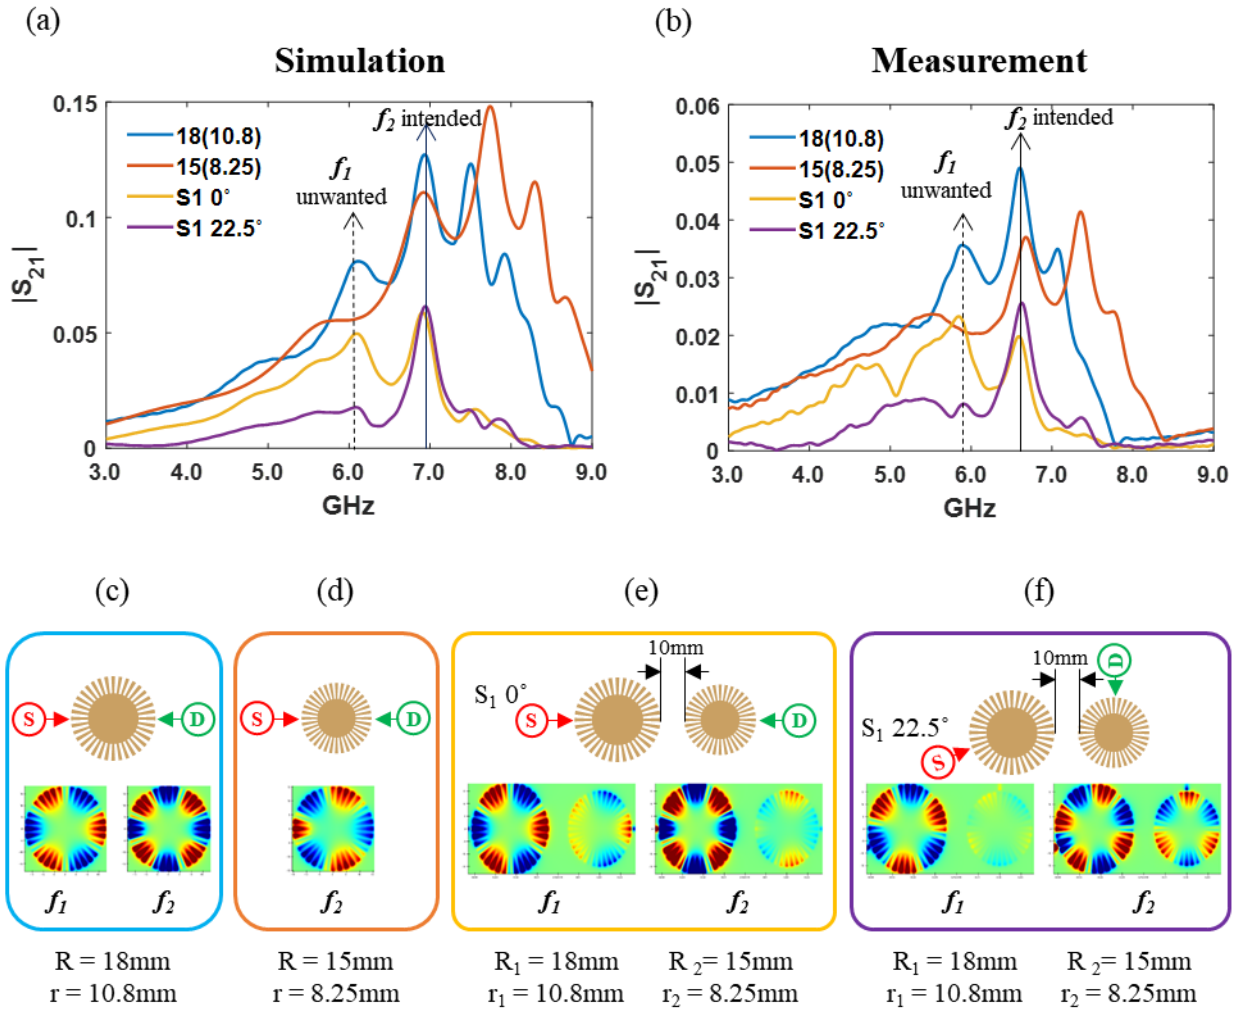 (a)
Simulation
|S21|
0.15
0.1
0.05
0
18(10.8)
15(8.25)
S1 0°
S1 22.5°
f1
unwanted
f2 intended
3.0 4.0 5.0 6.0 7.0 8.0 9.0
GHz
(b)
Measurement
|S21|
0.06
0.05
0.04
0.03
0.02
0.01
0
18(10.8)
15(8.25)
S1 0°
S1 22.5°
f1
unwanted
f2 intended
3.0 4.0 5.0 6.0 7.0 8.0 9.0
GHz
(c)
S D
f1 f2
R = 18mm
r = 10.8mm
(d)
S D
f2
R = 15mm
r = 8.25mm
(e)
10mm
S1 0°
S D
f1 f2
R1 = 18mm R 2= 15mm
r1 = 10.8mm r2 = 8.25mm
(f)
10mm
D
S1 22.5°
S
f1 f2
R1 = 18mm R 2= 15mm
r1 = 10.8mm r2 = 8.25mm